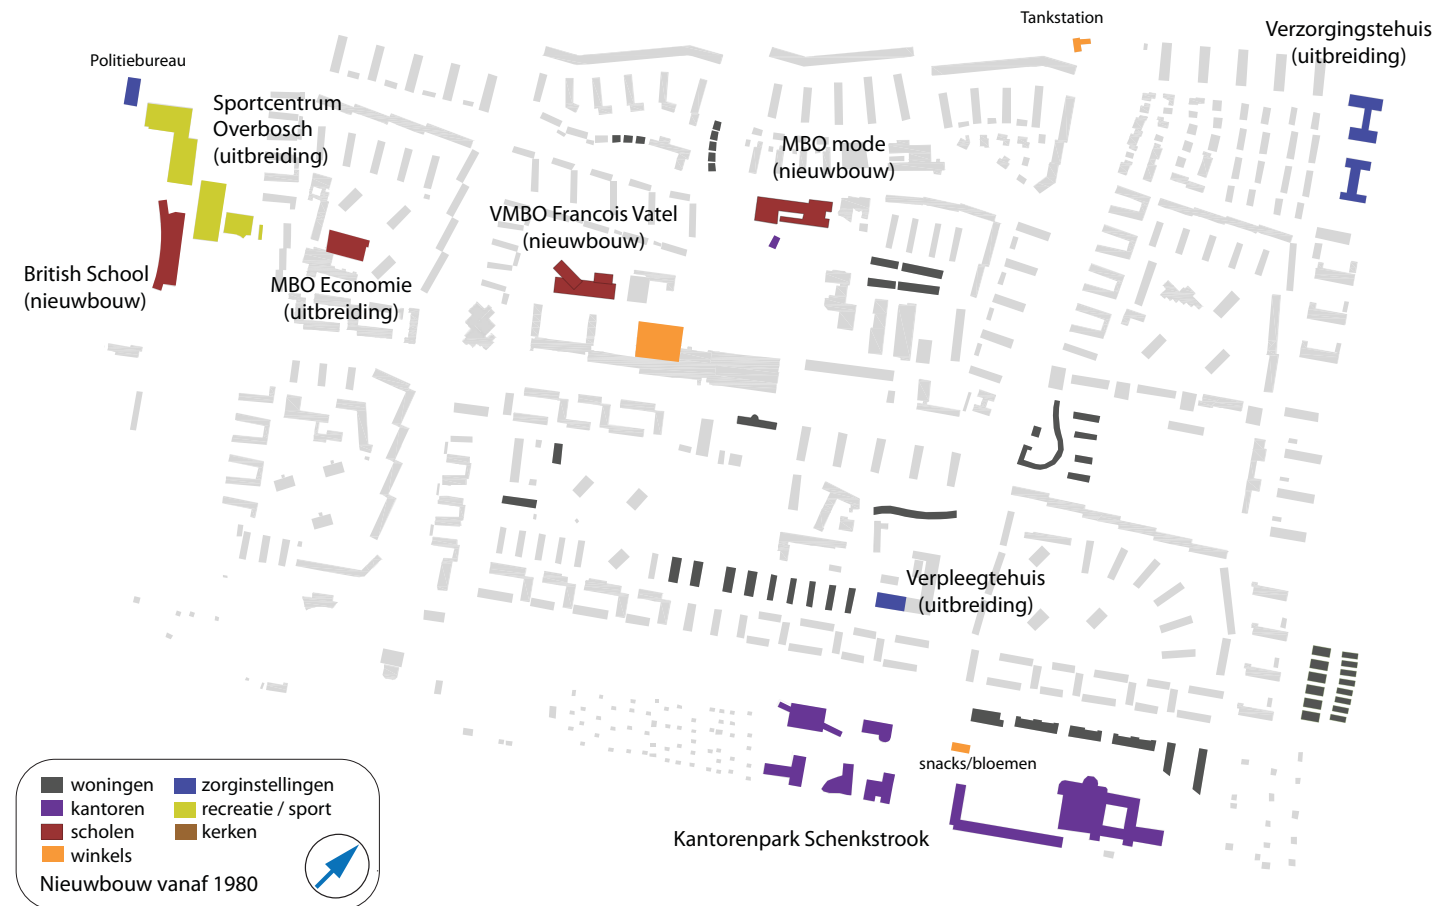 Tankstation
Verzorgingstehuis
(uitbreiding)
Politiebureau
Sportcentrum
Overbosch
(uitbreiding)
MBO mode
(nieuwbouw)
VMBO Francois Vatel
(nieuwbouw)
British School
(nieuwbouw)
MBO Economie
(uitbreiding)
Verpleegtehuis
(uitbreiding)
snacks/bloemen
Kantorenpark Schenkstrook
woningen
kantoren
scholen
winkels
zorginstellingen
recreatie / sport
kerken
Nieuwbouw vanaf 1980